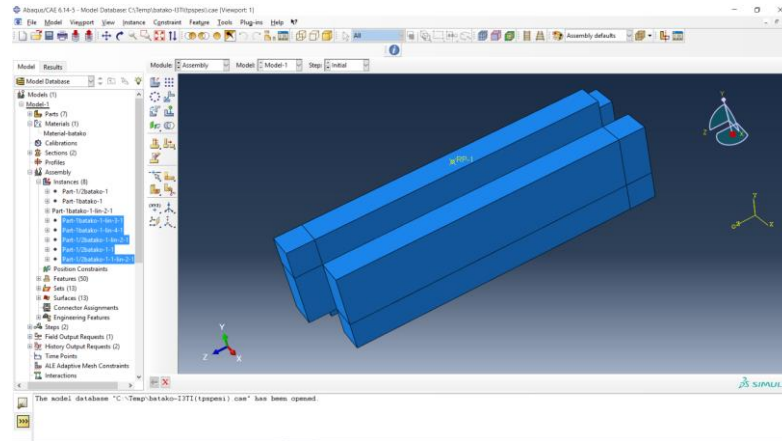 Abaqus/CAE 6.14-5 - Model Database: C:\Temp\batako-I3TI(tpspesi).cae [Viewport: 1]
File Model Viewport View Instance Constraint Feature Tools Plug-ins Help
All
Assembly defaults
Model Results
Module: Assembly Model: Model-1 Step: Initial
Model Database
Models (1)
Model-1
Parts (7)
Materials (1)
Material-batako
Calibrations
Sections (2)
Profiles
Assembly
Instances (8)
Part-1/2batako-1
Part-1batako-1
Part-1batako-1-lin-2-1
Part-1batako-1-lin-3-1
Part-1batako-1-lin-4-1
Part-1/2batako-1-lin-2-1
Part-1/2batako-1-1
Part-1/2batako-1-1-lin-2-1
Position Constraints
Features (50)
Sets (13)
Surfaces (13)
Connector Assignments
Engineering Features
Steps (2)
Field Output Requests (1)
History Output Requests (2)
Time Points
ALE Adaptive Mesh Constraints
Interactions
RP-1
Y
Z
Y
Z
Y
Z
X
SIMUL
The model database "C:\Temp\batako-I3TI(tpspesi).cae" has been opened.